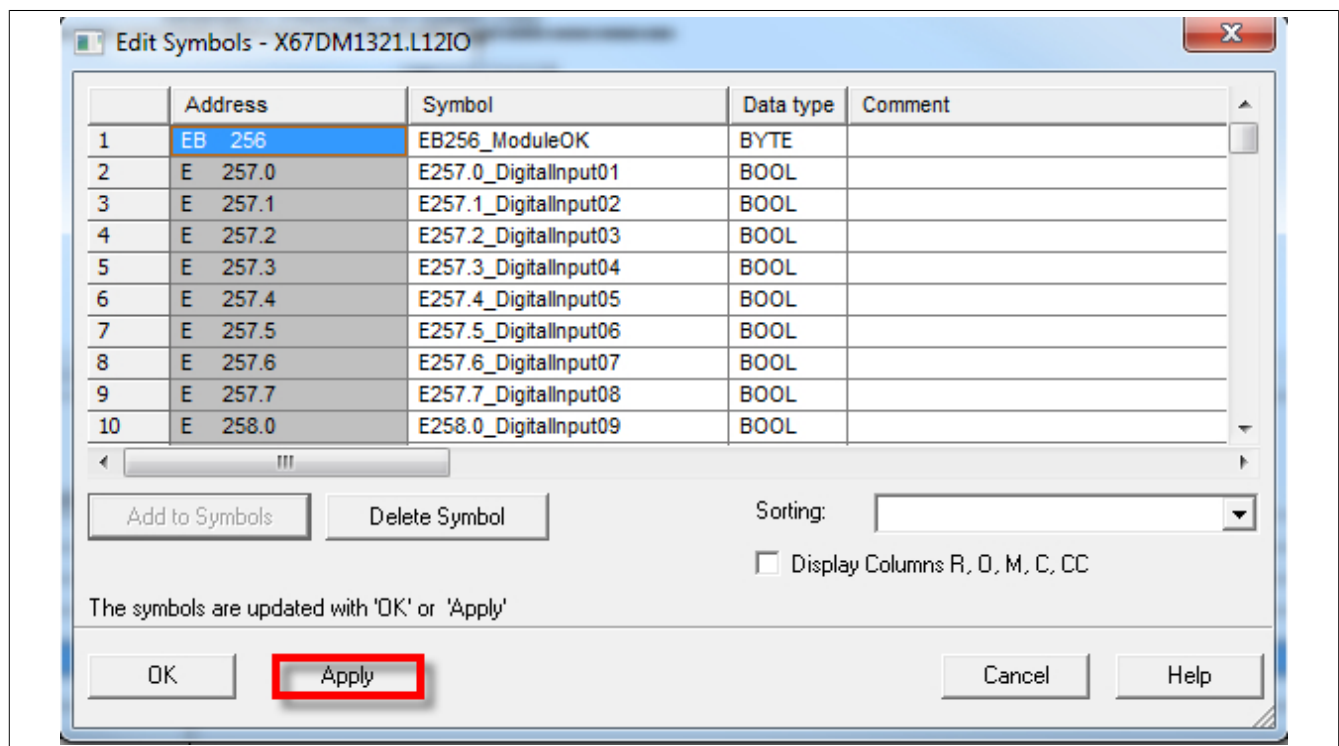 Edit Symbols - X67DM1321.L12IO
Address Symbol Data type Comment
1 EB 256 EB256_ModuleOK BYTE
2 E 257.0 E257.0_DigitalInput01 BOOL
3 E 257.1 E257.1_DigitalInput02 BOOL
4 E 257.2 E257.2_DigitalInput03 BOOL
5 E 257.3 E257.3_DigitalInput04 BOOL
6 E 257.4 E257.4_DigitalInput05 BOOL
7 E 257.5 E257.5_DigitalInput06 BOOL
8 E 257.6 E257.6_DigitalInput07 BOOL
9 E 257.7 E257.7_DigitalInput08 BOOL
10 E 258.0 E258.0_DigitalInput09 BOOL
Add to Symbols Delete Symbol Sorting:
Display Columns R, O, M, C, CC
The symbols are updated with 'OK' or 'Apply'
OK Apply Cancel Help